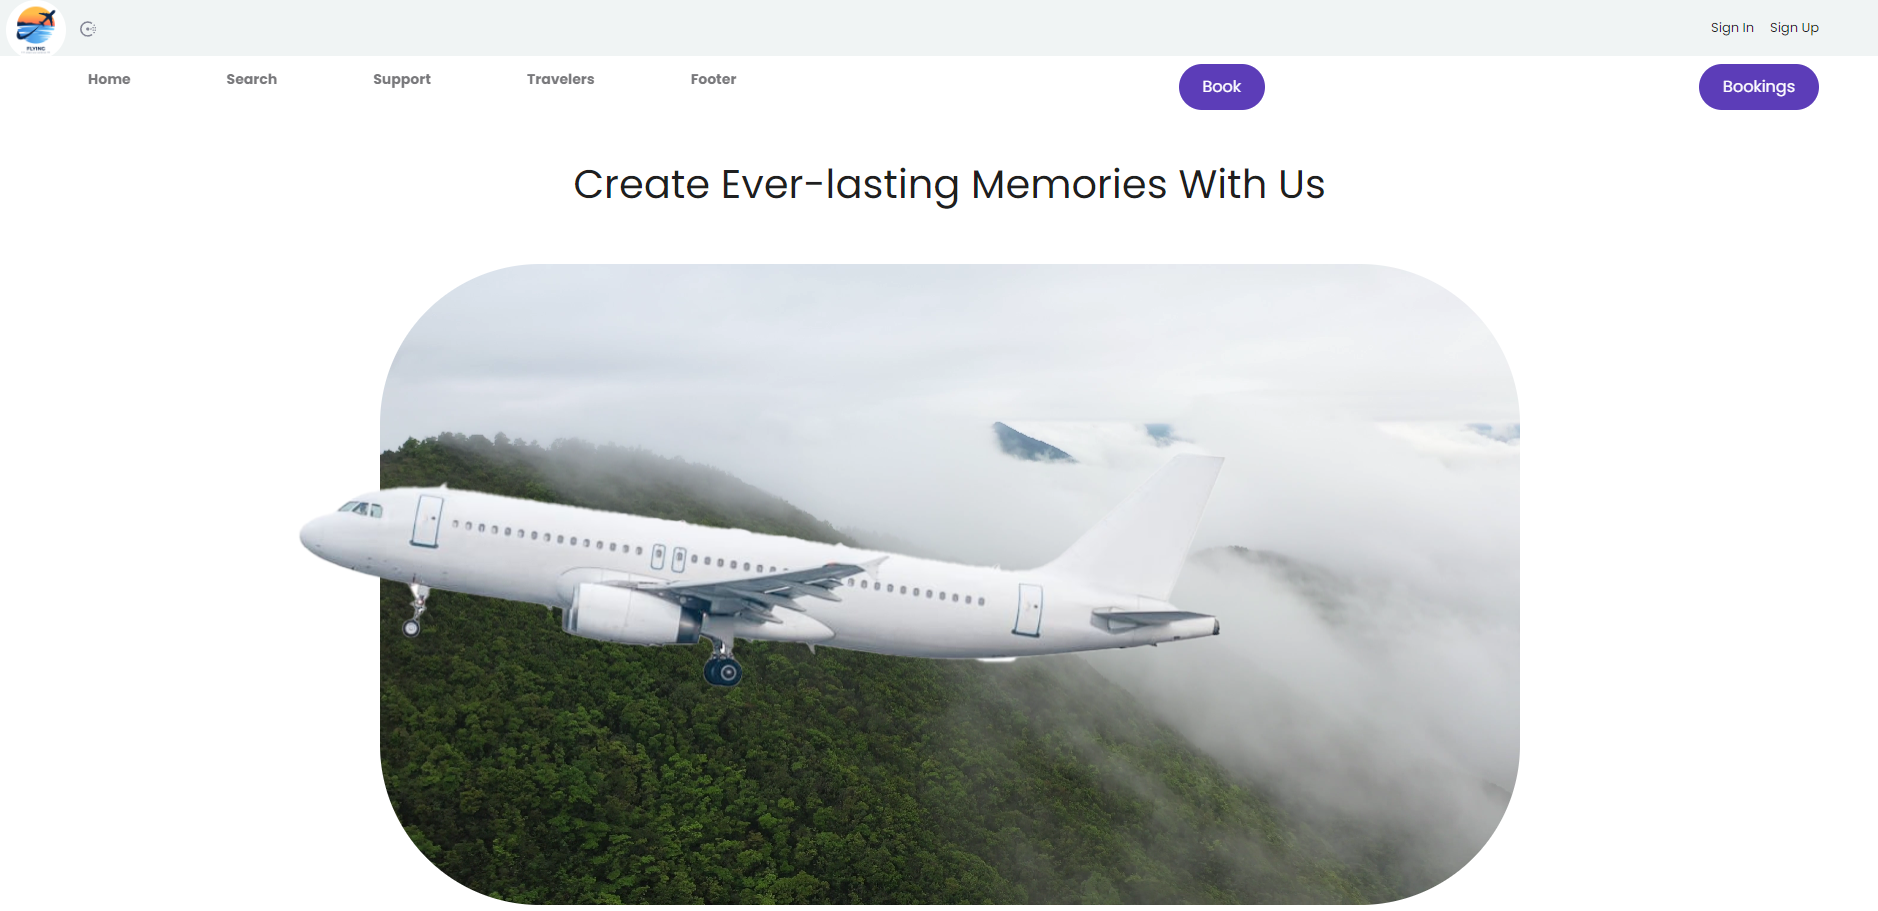 FLYING
Sign In Sign Up
Home Search Support Travelers Footer Book Bookings
Create Ever-lasting Memories With Us